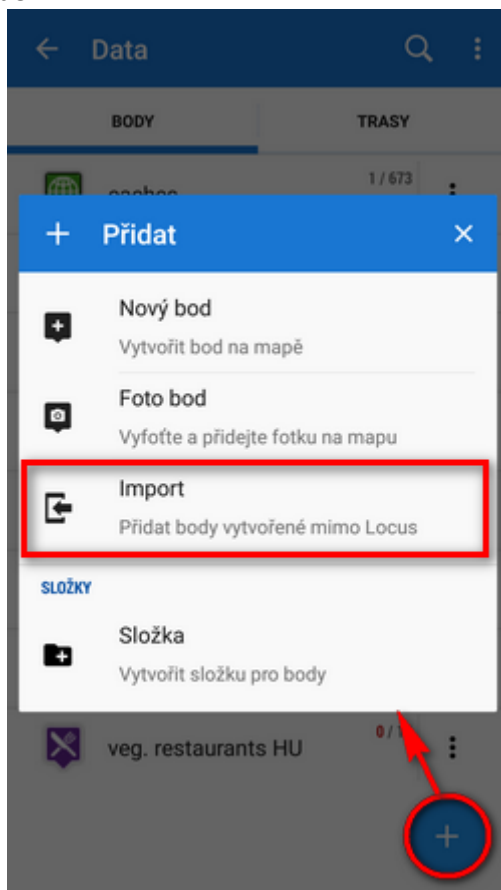 Data
BODY
TRASY
caches
1 / 673
Přidat
Nový bod
Vytvořit bod na mapě
Foto bod
Vyfoťte a přidejte fotku na mapu
Import
Přidat body vytvořené mimo Locus
SLOŽKY
Složka
Vytvořit složku pro body
veg. restaurants HU